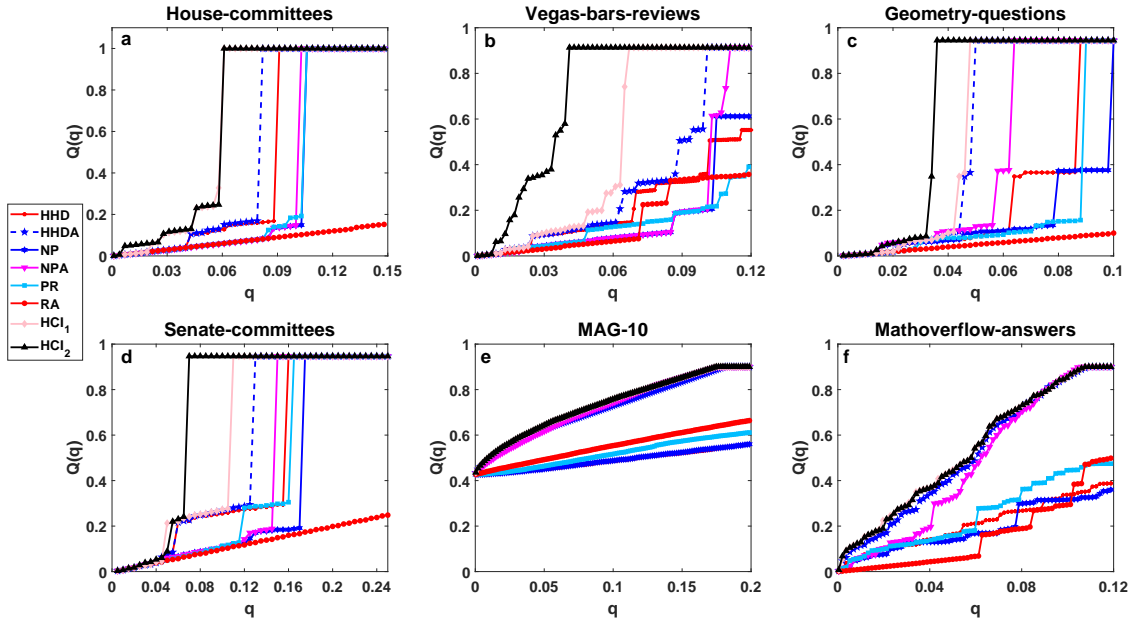 House-committees
Vegas-bars-reviews
Geometry-questions
a
b
c
Q(q)
1
0.8
0.6
0.4
0.2
0
0
0.03
0.06
0.09
0.12
0.15
q
Q(q)
1
0.8
0.6
0.4
0.2
0
0
0.03
0.06
0.09
0.12
q
Q(q)
1
0.8
0.6
0.4
0.2
0
0
0.02
0.04
0.06
0.08
0.1
q
HHD
HHDA
NP
NPA
PR
RA
HCI1
HCI2
Senate-committees
MAG-10
Mathoverflow-answers
d
e
f
Q(q)
1
0.8
0.6
0.4
0.2
0
0
0.04
0.08
0.12
0.16
0.20
0.24
q
Q(q)
1
0.8
0.6
0.4
0.2
0
0
0.05
0.1
0.15
0.2
q
Q(q)
1
0.8
0.6
0.4
0.2
0
0
0.04
0.08
0.12
q